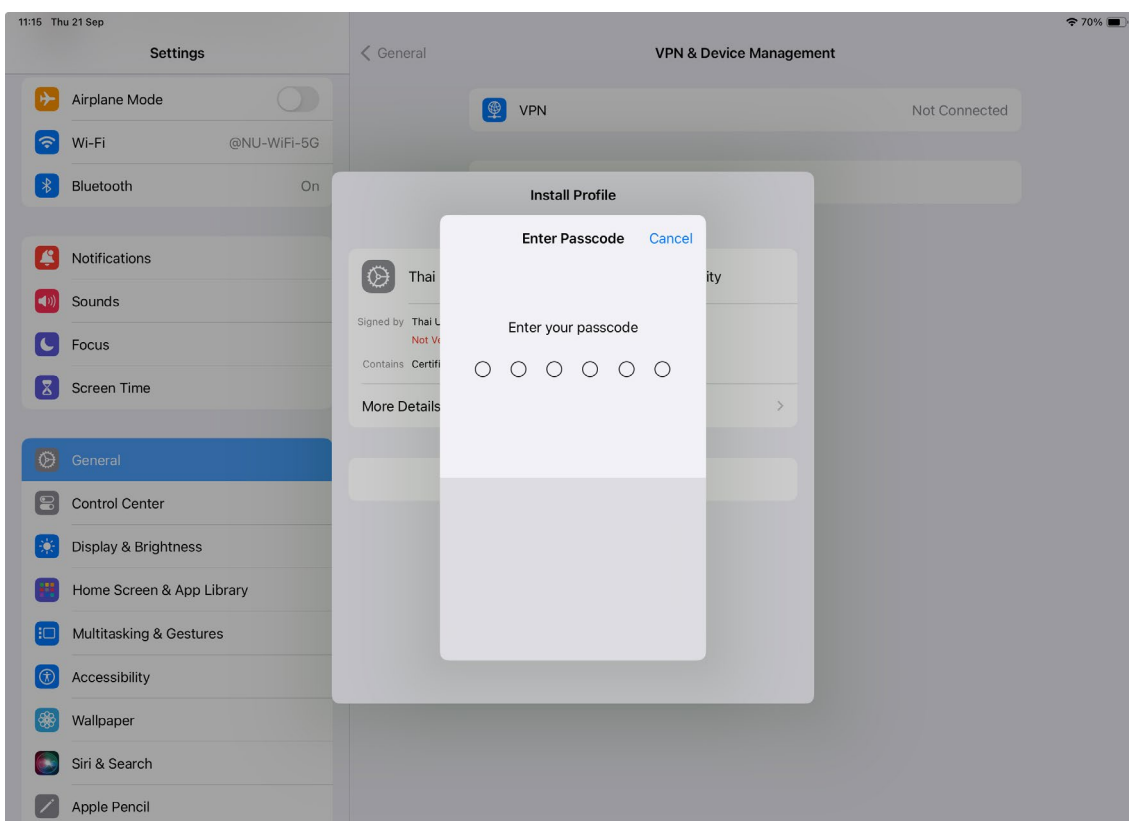 11:15 Thu 21 Sep
70%
Settings
Airplane Mode
Wi-Fi @NU-WiFi-5G
Bluetooth On
Notifications
Sounds
Focus
Screen Time
General
Control Center
Display & Brightness
Home Screen & App Library
Multitasking & Gestures
Accessibility
Wallpaper
Siri & Search
Apple Pencil
General
VPN & Device Management
VPN Not Connected
Install Profile
Thai
ity
Signed by Thai U
Not Ve
Contains Certifi
More Details
Enter Passcode Cancel
Enter your passcode